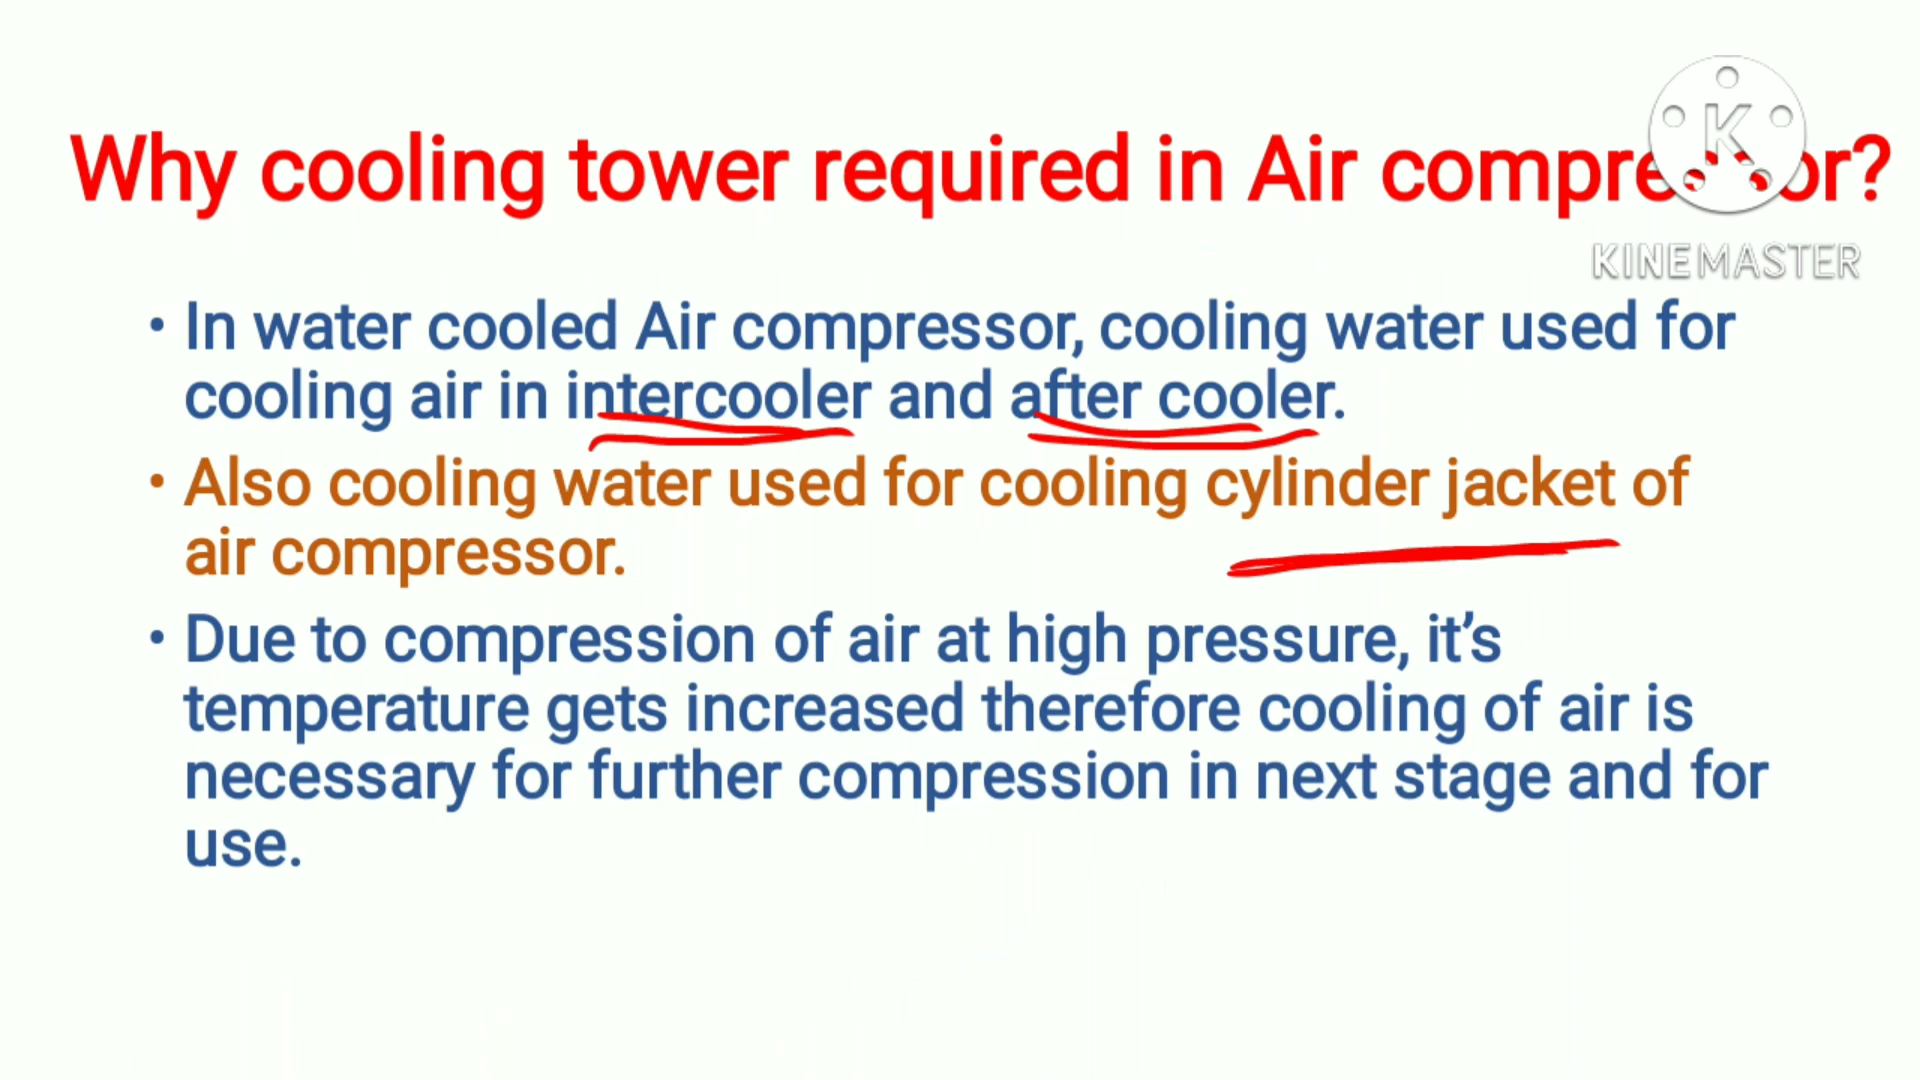 Why cooling tower required in Air compressor?
K
KINEMASTER
• In water cooled Air compressor, cooling water used for
cooling air in intercooler and after cooler.
• Also cooling water used for cooling cylinder jacket of
air compressor.
• Due to compression of air at high pressure, it’s
temperature gets increased therefore cooling of air is
necessary for further compression in next stage and for
use.